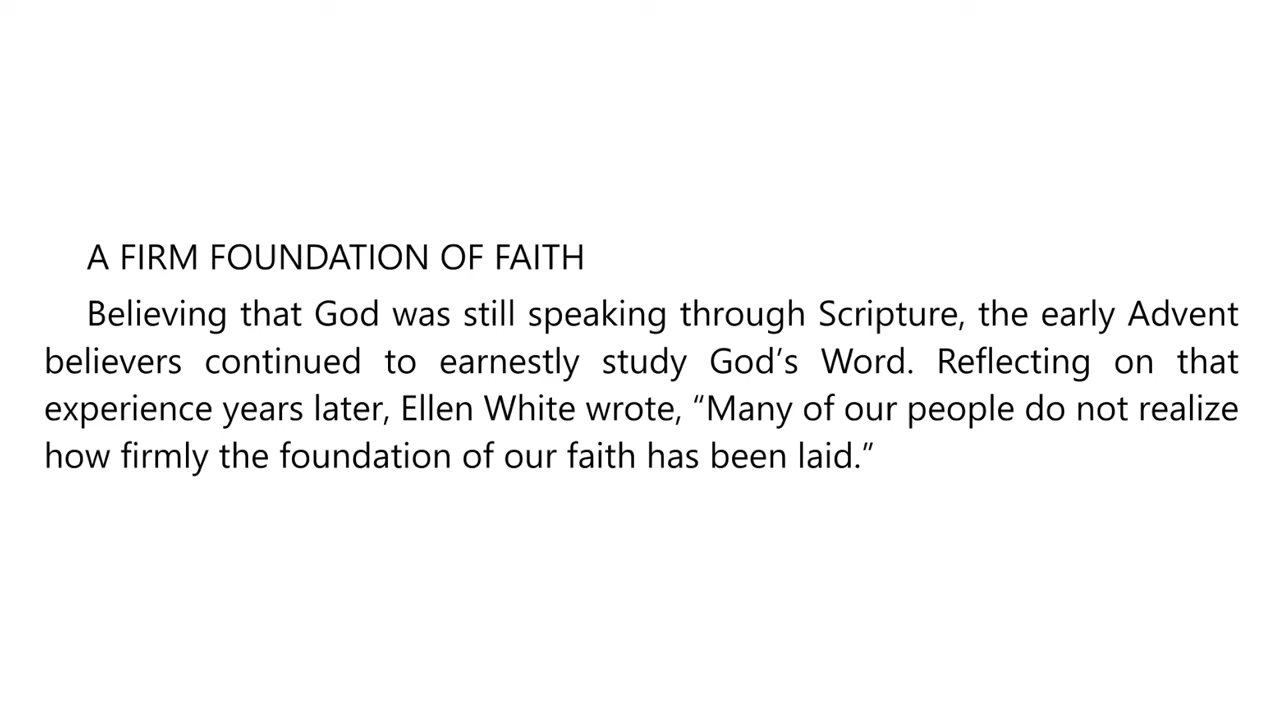 A FIRM FOUNDATION OF FAITH
Believing that God was still speaking through Scripture, the early Advent
believers continued to earnestly study God’s Word. Reflecting on that
experience years later, Ellen White wrote, “Many of our people do not realize
how firmly the foundation of our faith has been laid.”